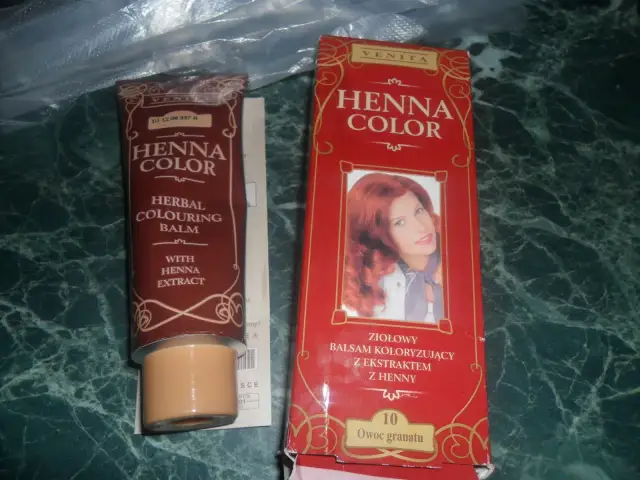 VENITA
HENNA
COLOR
HERBAL
COLOURING
BALM
WITH
HENNA
EXTRACT
VENITA
HENNA
COLOR
ZIOŁOWY
BALSAM KOLORYZUJĄCY
Z EKSTRAKTEM
Z HENNY
10
Owoc granatu